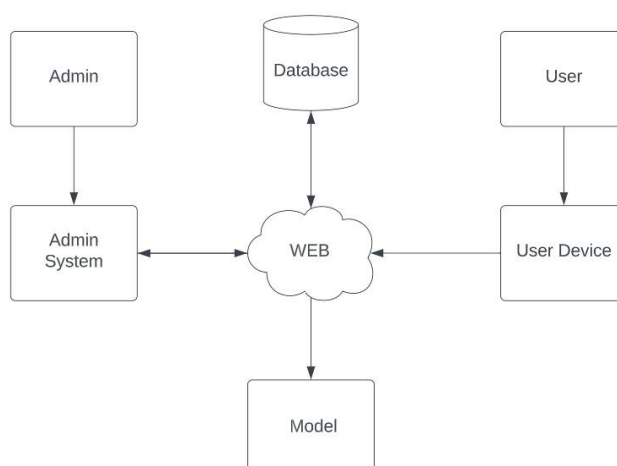 Admin
Database
User
Admin
System
WEB
User Device
Model